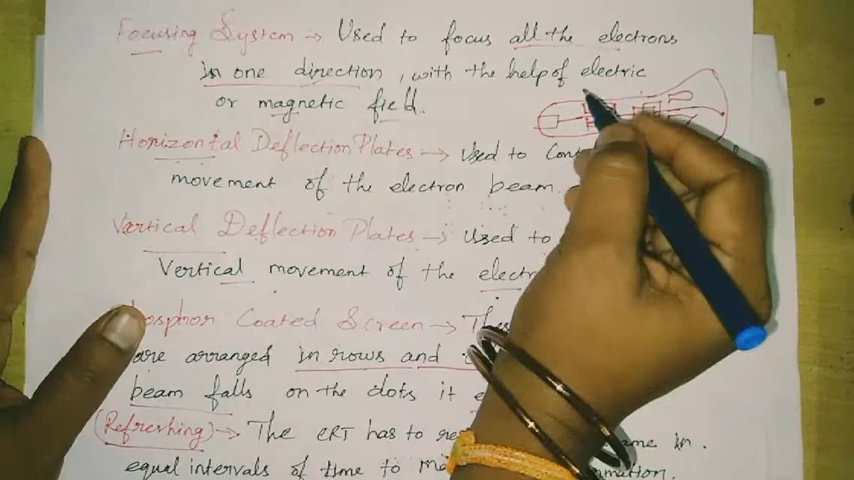 Focusing System → Used to focus all the electrons
in one direction, with the help of electric
or magnetic field.
Horizontal Deflection Plates → Used to
movement of the electron beam.
Vertical Deflection Plates → Used to
Vertical movement of the
Phosphor Coated Screen →
are arranged in rows and
beam falls on the dots it
(Refreshing) → The CRT has to
equal intervals of time to